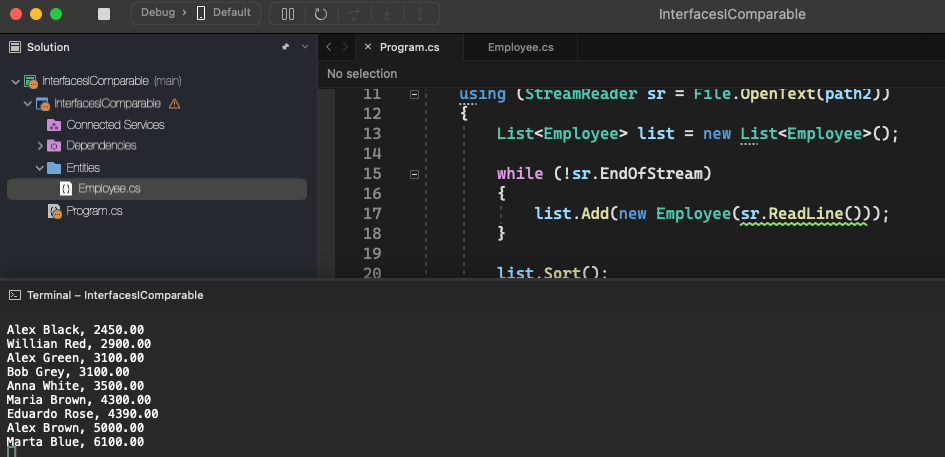 Debug > Default
InterfacesIComparable
Solution
Program.cs
Employee.cs
No selection
InterfacesIComparable (main)
InterfacesIComparable
Connected Services
Dependencies
Entities
Employee.cs
Program.cs
11 using (StreamReader sr = File.OpenText(path2))
12 {
13 List<Employee> list = new List<Employee>();
14
15 while (!sr.EndOfStream)
16 {
17 list.Add(new Employee(sr.ReadLine()));
18 }
19
20 list.Sort();
Terminal – InterfacesIComparable
Alex Black, 2450.00
Willian Red, 2900.00
Alex Green, 3100.00
Bob Grey, 3100.00
Anna White, 3500.00
Maria Brown, 4300.00
Eduardo Rose, 4390.00
Alex Brown, 5000.00
Marta Blue, 6100.00